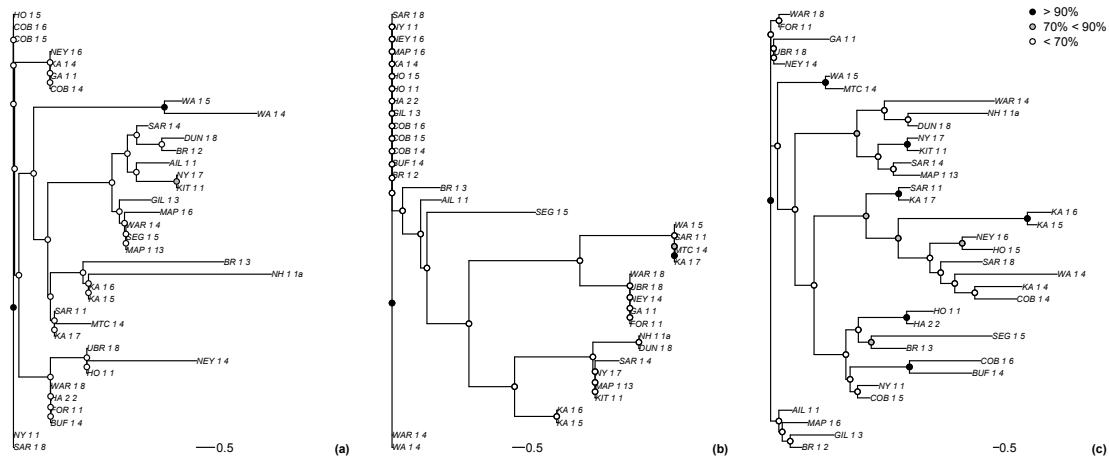 HO 1 5
COB 1 6
COB 1 5
NEY 1 6
KA 1 4
GA 1 1
COB 1 4
WA 1 5
WA 1 4
SAR 1 4
DUN 1 8
BR 1 2
AIL 1 1
NY 1 7
KIT 1 1
GIL 1 3
MAP 1 6
WAR 1 4
SEG 1 5
MAP 1 13
BR 1 3
NH 1 1a
KA 1 6
KA 1 5
SAR 1 1
MTC 1 4
KA 1 7
UBR 1 8
NEY 1 4
HO 1 1
WAR 1 8
HA 2 2
FOR 1 1
BUF 1 4
NY 1 1
SAR 1 8
0.5
(a)
SAR 1 8
NY 1 1
NEY 1 6
MAP 1 6
KA 1 4
HO 1 5
HO 1 1
HA 2 2
GIL 1 3
COB 1 6
COB 1 5
COB 1 4
BUF 1 4
BR 1 2
BR 1 3
AIL 1 1
SEG 1 5
WA 1 5
SAR 1 1
MTC 1 4
KA 1 7
WAR 1 8
UBR 1 8
NEY 1 4
GA 1 1
FOR 1 1
NH 1 1a
DUN 1 8
SAR 1 4
NY 1 7
MAP 1 13
KIT 1 1
KA 1 6
KA 1 5
WAR 1 4
WA 1 4
0.5
(b)
> 90%
70% < 90%
< 70%
WAR 1 8
FOR 1 1
GA 1 1
UBR 1 8
NEY 1 4
WA 1 5
MTC 1 4
WAR 1 4
NH 1 1a
DUN 1 8
NY 1 7
KIT 1 1
SAR 1 4
MAP 1 13
SAR 1 1
KA 1 7
KA 1 6
KA 1 5
NEY 1 6
HO 1 5
SAR 1 8
WA 1 4
KA 1 4
COB 1 4
HO 1 1
HA 2 2
SEG 1 5
BR 1 3
COB 1 6
BUF 1 4
NY 1 1
COB 1 5
AIL 1 1
MAP 1 6
GIL 1 3
BR 1 2
0.5
(c)